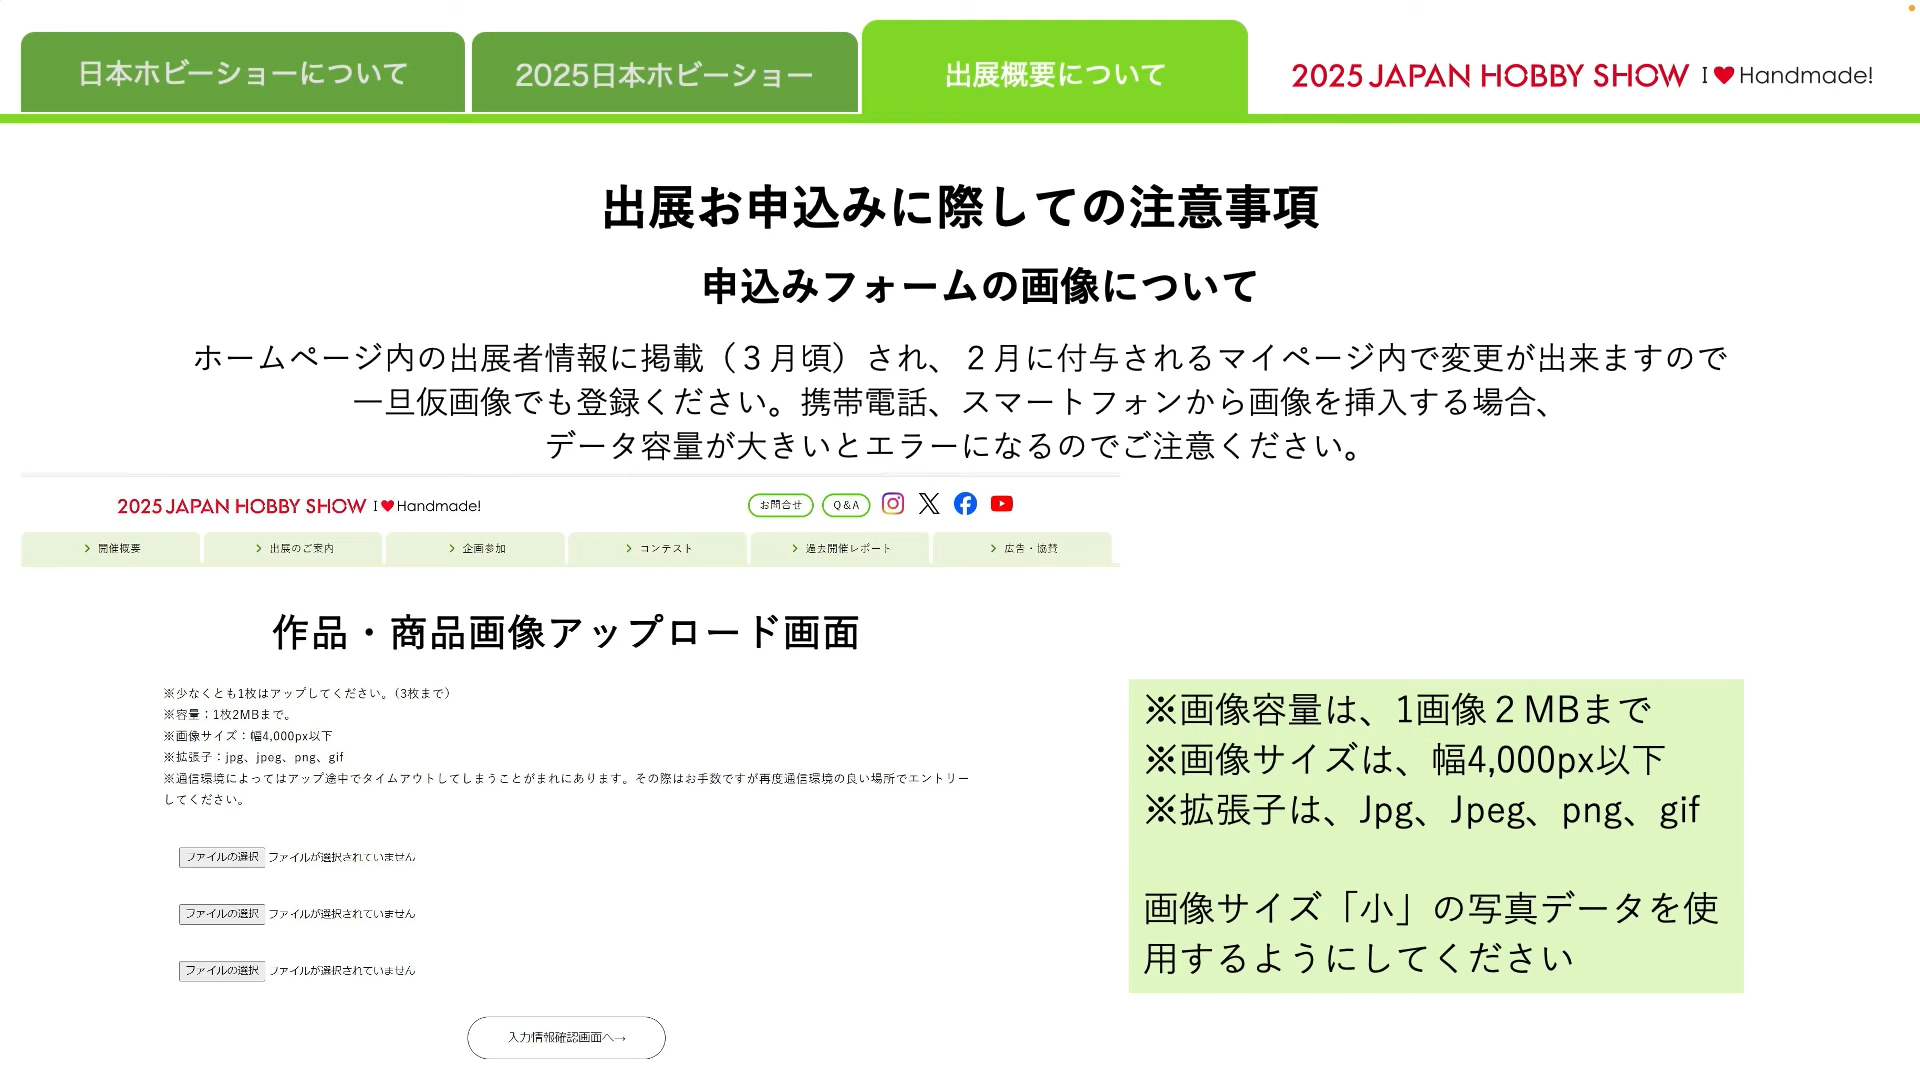 日本ホビーショーについて
2025日本ホビーショー
出展概要について
2025 JAPAN HOBBY SHOW I Handmade!
出展お申込みに際しての注意事項
申込みフォームの画像について
ホームページ内の出展者情報に掲載（３月頃）され、２月に付与されるマイページ内で変更が出来ますので
一旦仮画像でも登録ください。携帯電話、スマートフォンから画像を挿入する場合、
データ容量が大きいとエラーになるのでご注意ください。
2025 JAPAN HOBBY SHOW I Handmade!
お問合せ
Q&A
開催概要
出展のご案内
企画参加
コンテスト
過去開催レポート
広告・協賛
作品・商品画像アップロード画面
※少なくとも1枚はアップしてください。（3枚まで）
※容量：1枚2MBまで。
※画像サイズ：幅4,000px以下
※拡張子：jpg、jpeg、png、gif
※通信環境によってはアップ途中でタイムアウトしてしまうことがまれにあります。その際はお手数ですが再度通信環境の良い場所でエントリー
してください。
ファイルの選択 ファイルが選択されていません
ファイルの選択 ファイルが選択されていません
ファイルの選択 ファイルが選択されていません
入力情報確認画面へ→
※画像容量は、1画像２MBまで
※画像サイズは、幅4,000px以下
※拡張子は、Jpg、Jpeg、png、gif
画像サイズ「小」の写真データを使
用するようにしてください